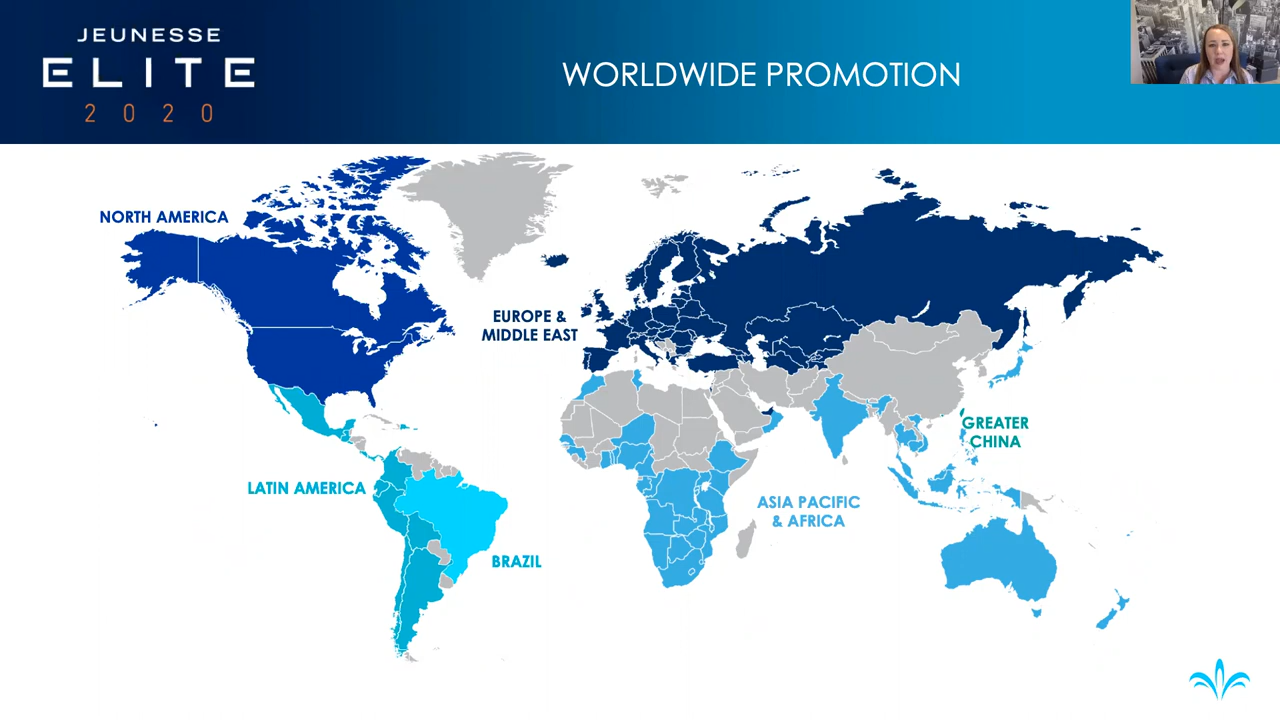 JEUNESSE
ELITE
2020
WORLDWIDE PROMOTION
NORTH AMERICA
EUROPE &
MIDDLE EAST
GREATER
CHINA
LATIN AMERICA
ASIA PACIFIC
& AFRICA
BRAZIL